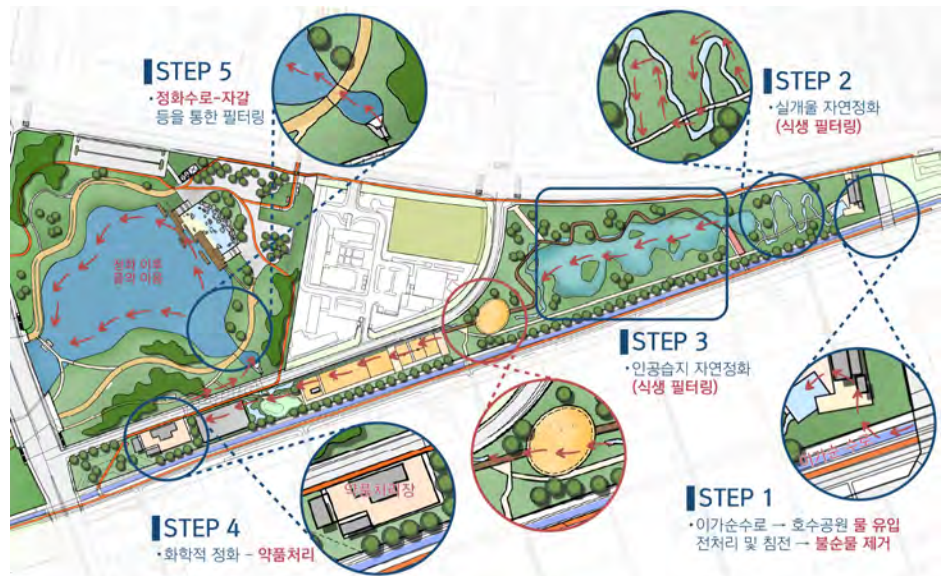 STEP 5
·정화수로-자갈
등을 통한 필터링
STEP 2
·실개울 자연정화
(식생 필터링)
정화 이후
STEP 3
·인공습지 자연정화
(식생 필터링)
이가순수로
약품처리장
STEP 4
·화학적 정화 - 약품처리
STEP 1
·이가순수로 → 호수공원 물 유입
전처리 및 침전 → 불순물 제거